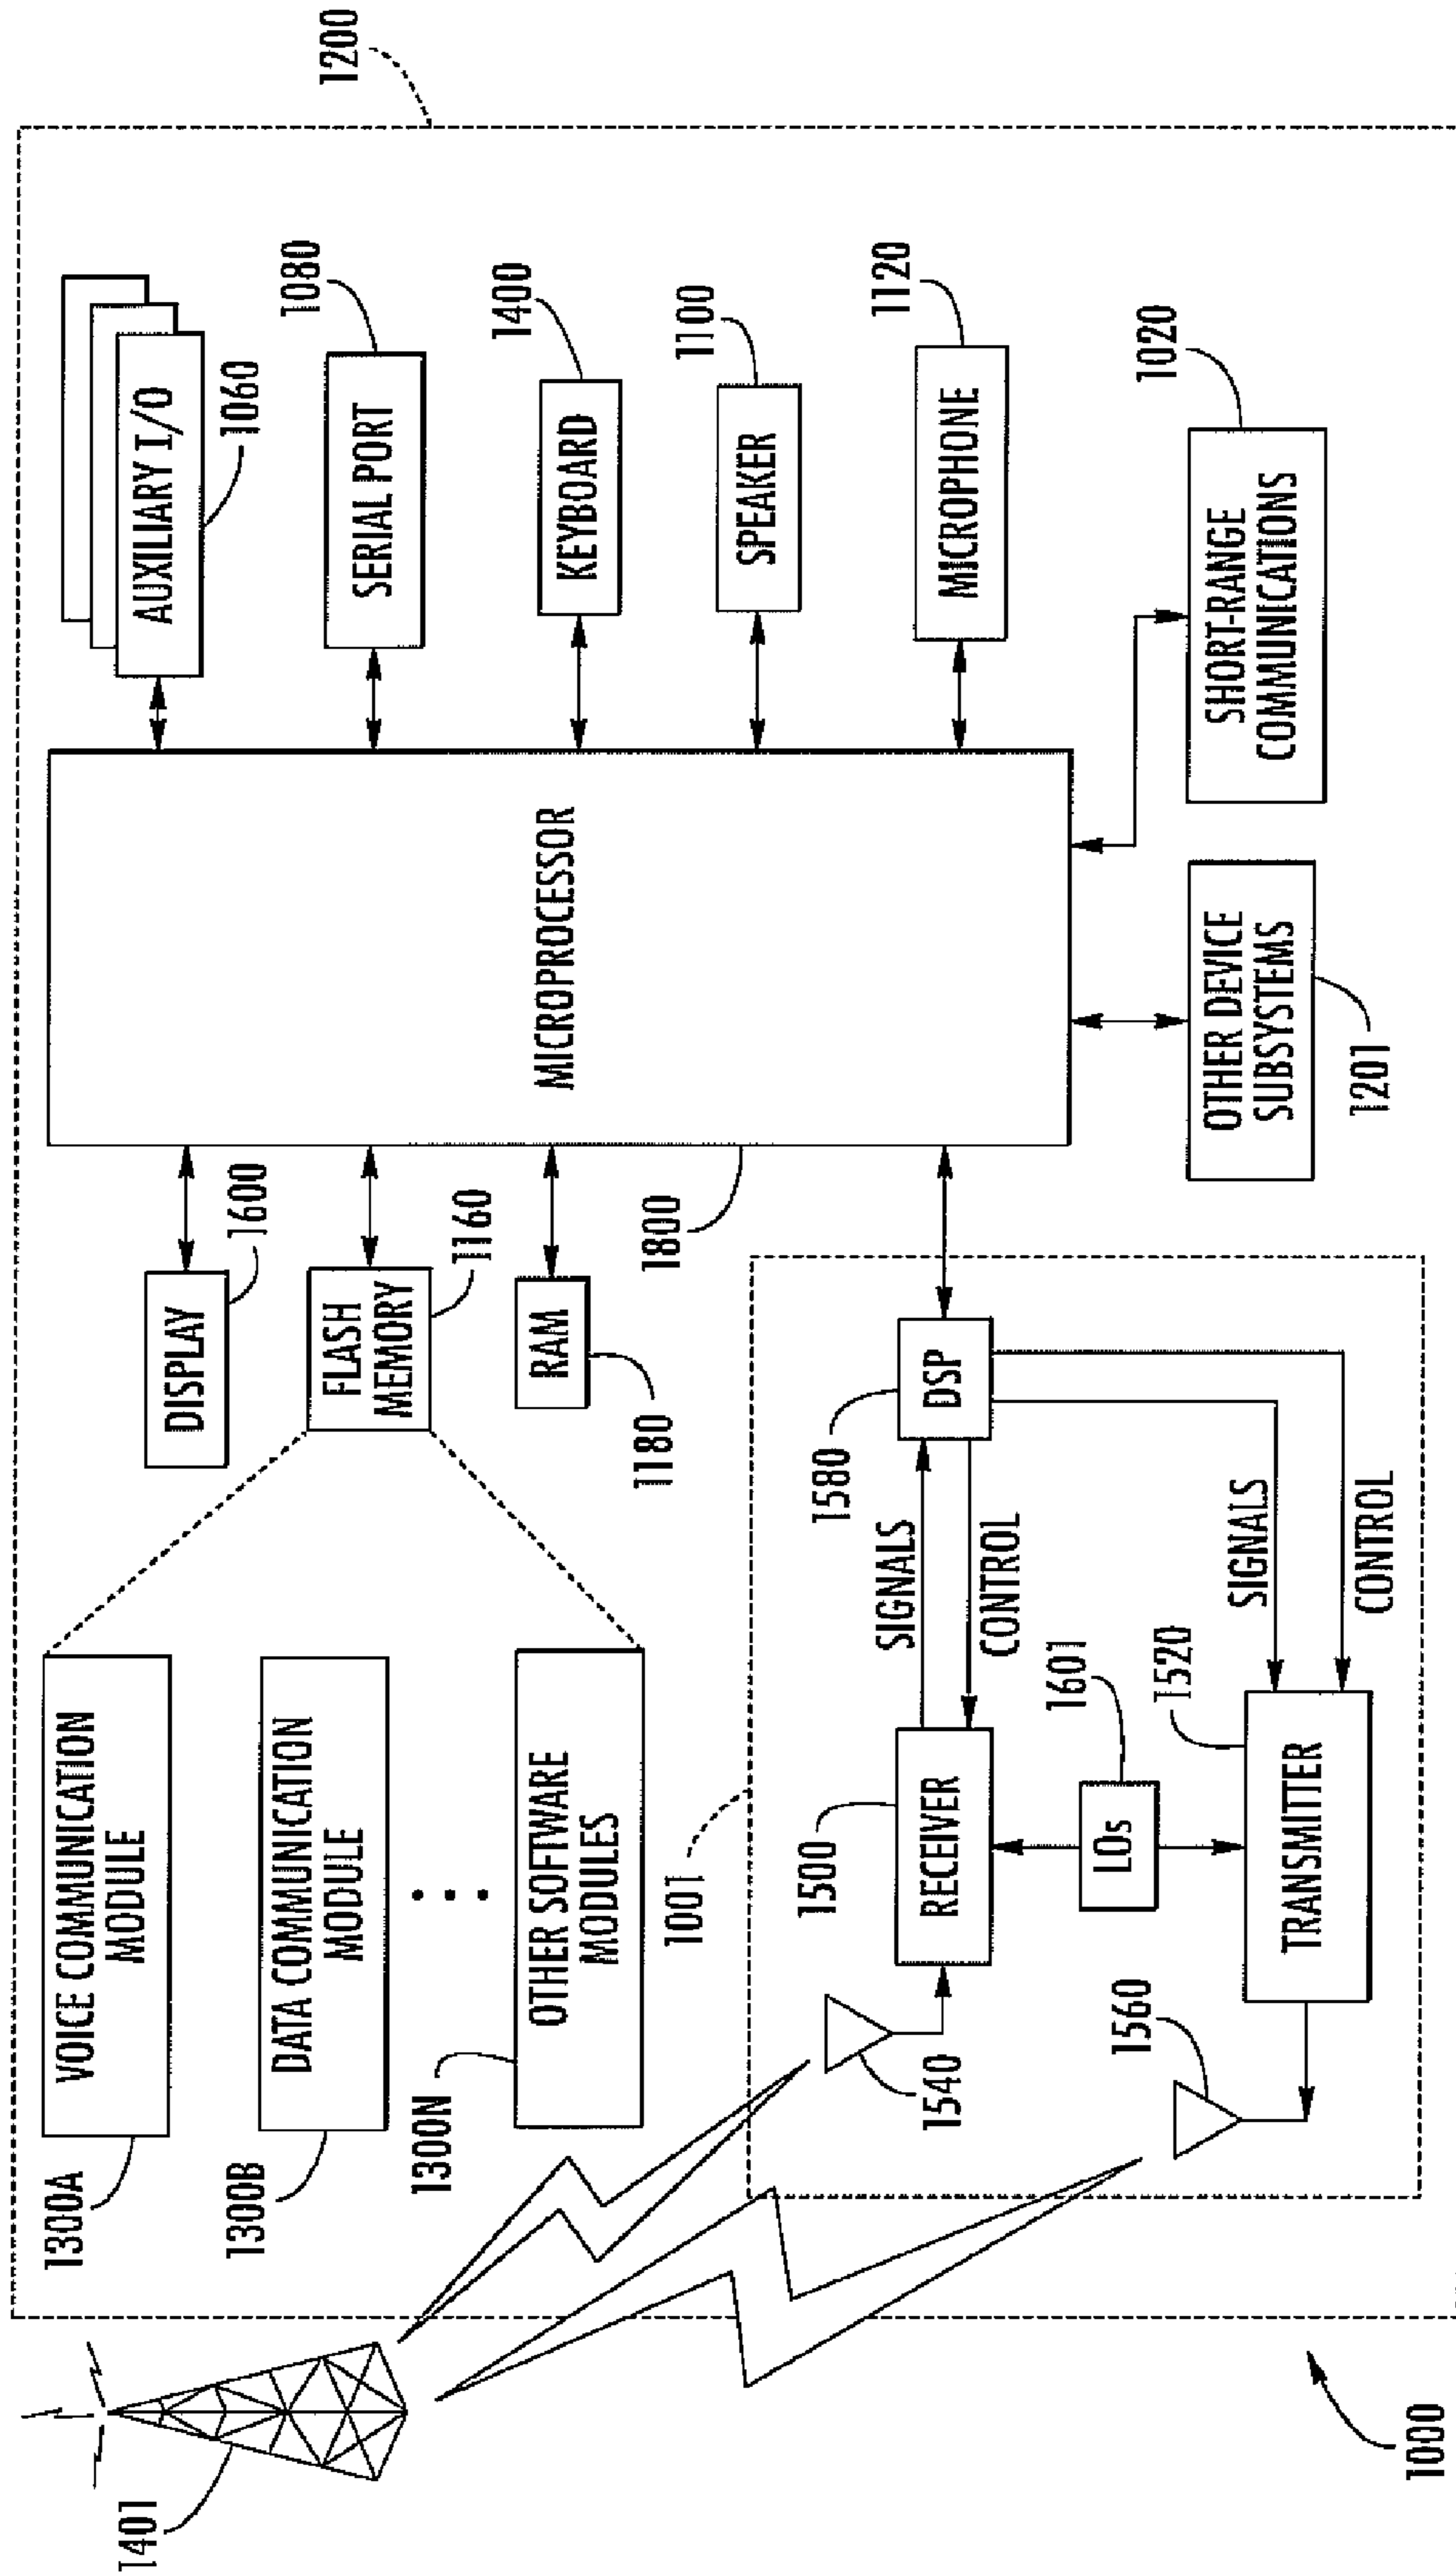 1200
AUXILIARY I/O
1060
SERIAL PORT
1080
KEYBOARD
1400
SPEAKER
1100
MICROPHONE
1120
SHORT-RANGE
COMMUNICATIONS
1020
MICROPROCESSOR
1800
OTHER DEVICE
SUBSYSTEMS
1201
DISPLAY
1600
FLASH
MEMORY
1160
RAM
1180
VOICE COMMUNICATION
MODULE
1300A
DATA COMMUNICATION
MODULE
1300B
OTHER SOFTWARE
MODULES
1300N
1001
DSP
1580
SIGNALS
CONTROL
SIGNALS
CONTROL
RECEIVER
1500
LOs
1601
TRANSMITTER
1520
1540
1560
1401
1000